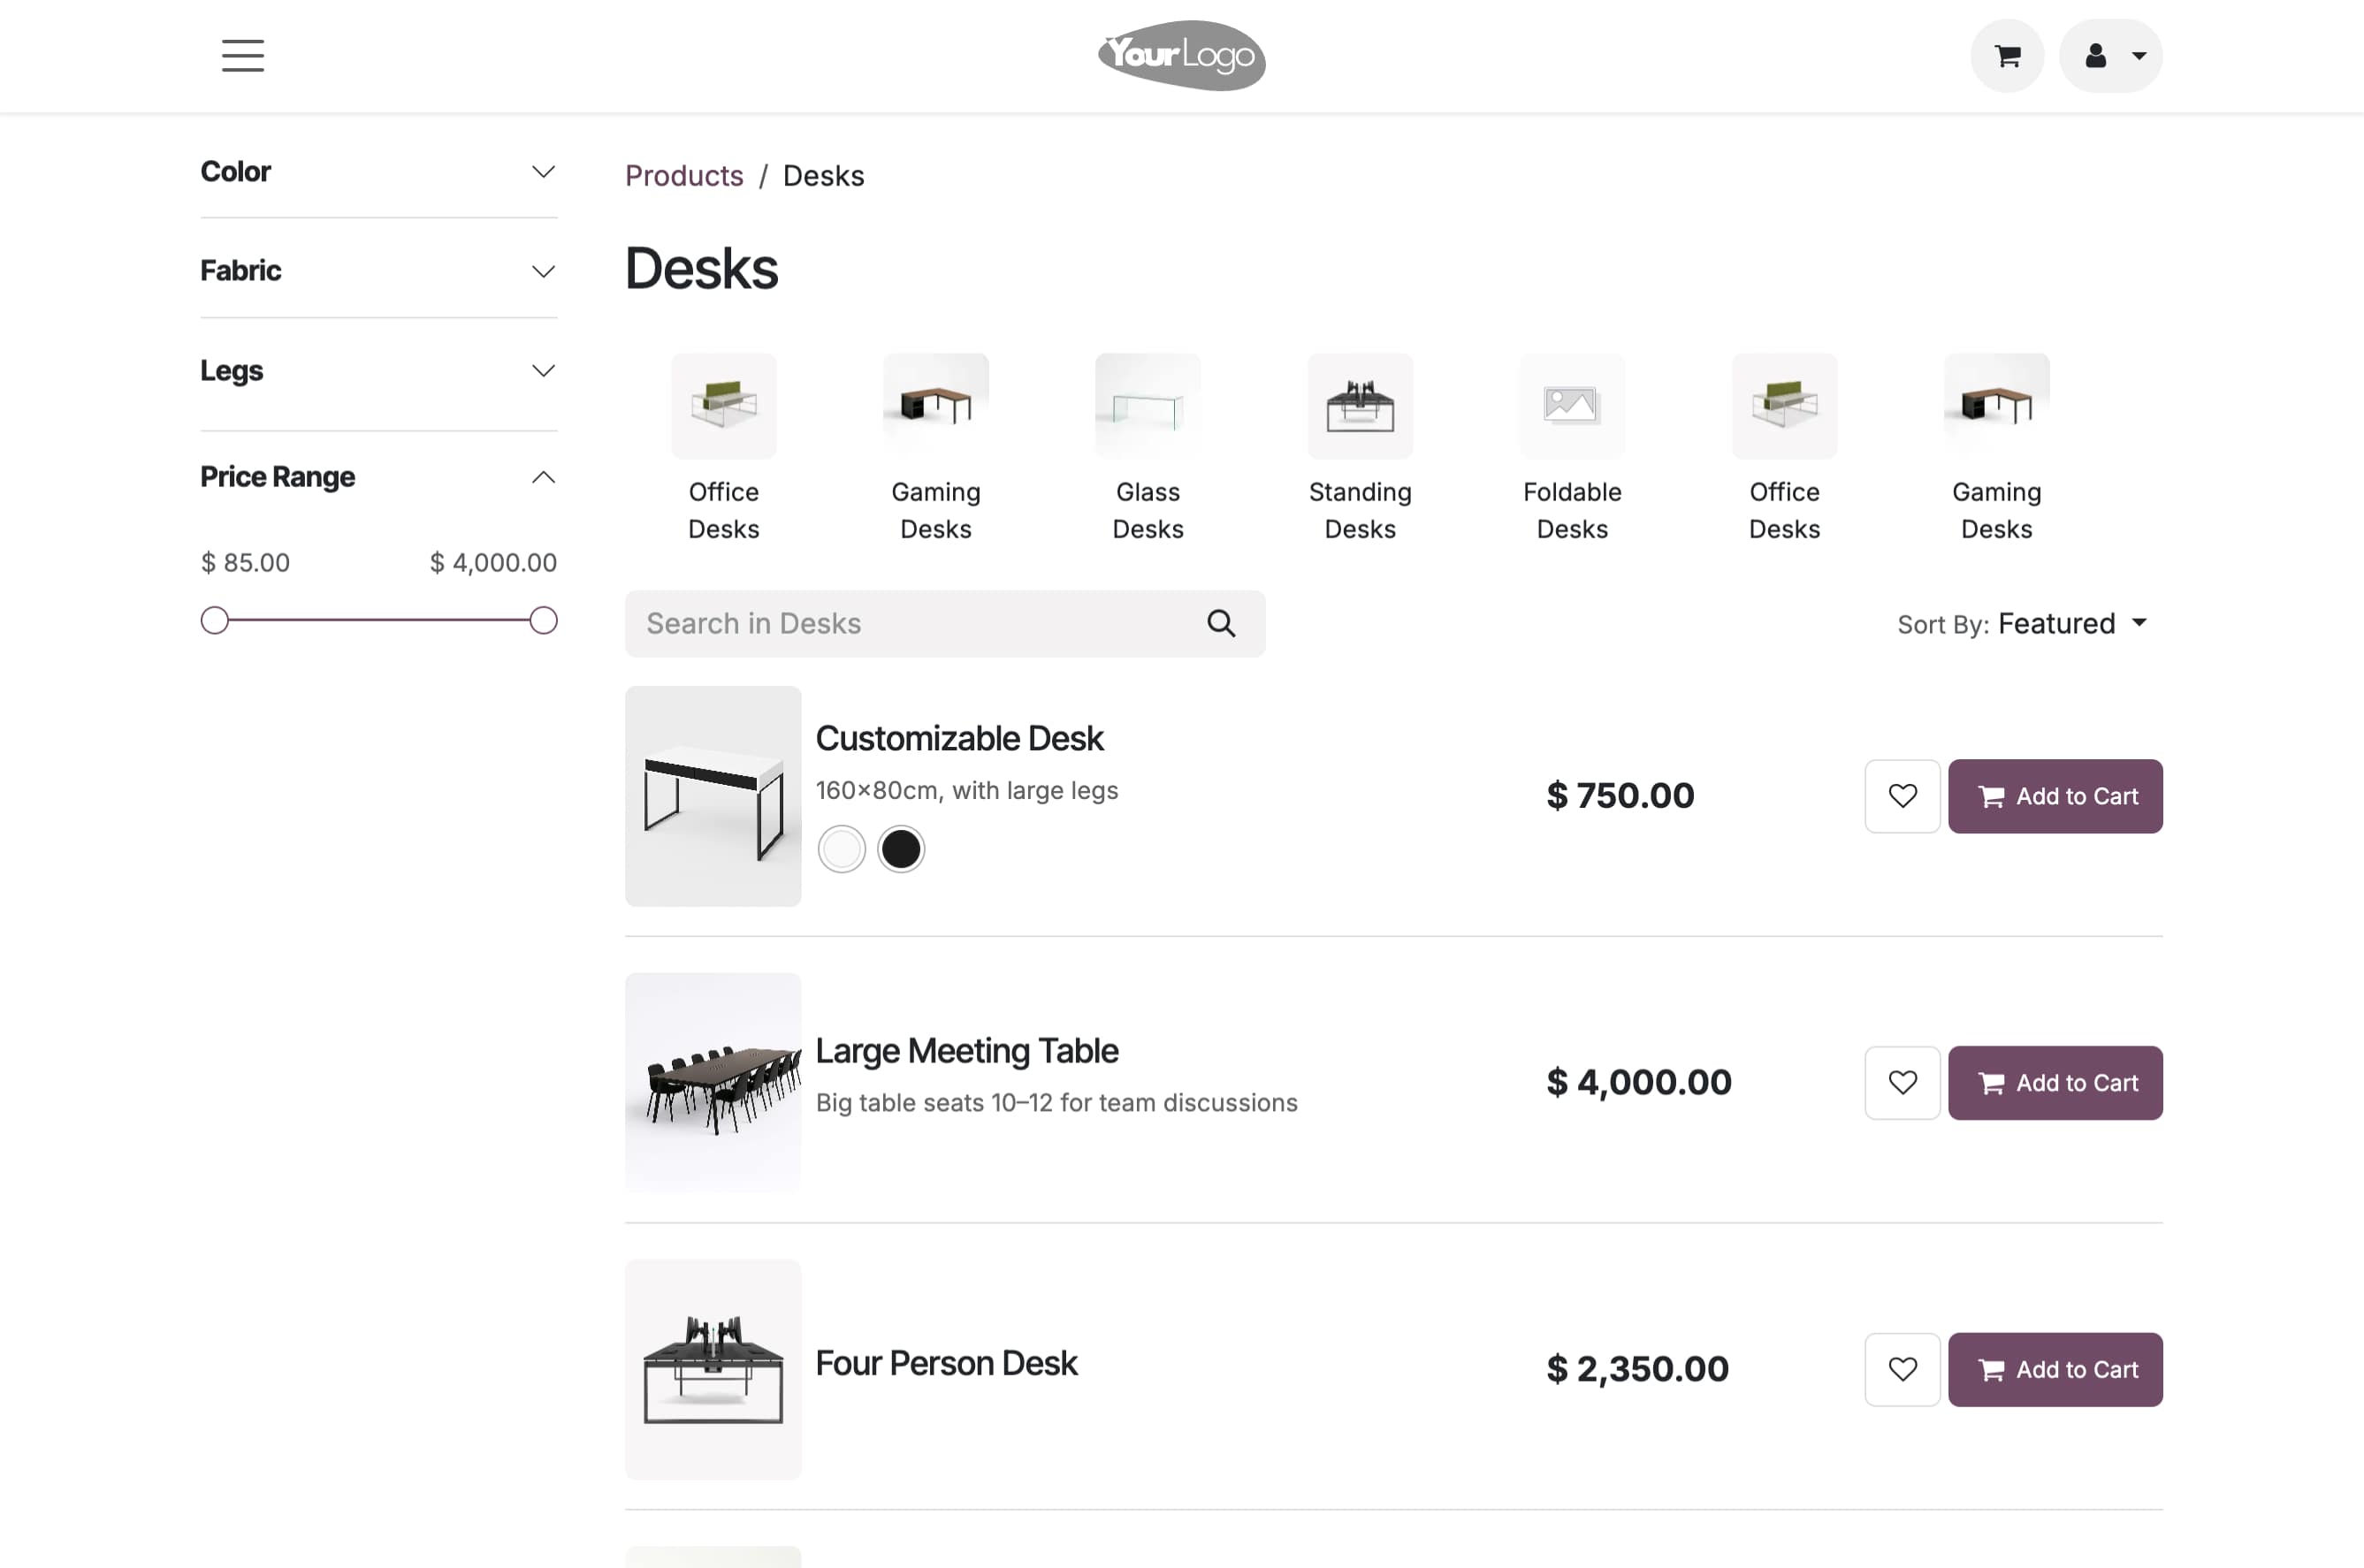 YourLogo
Color
Fabric
Legs
Price Range
$ 85.00 $ 4,000.00
Products / Desks
Desks
Office
Desks
Gaming
Desks
Glass
Desks
Standing
Desks
Foldable
Desks
Office
Desks
Gaming
Desks
Search in Desks
Sort By: Featured
Customizable Desk
160x80cm, with large legs
$ 750.00
Add to Cart
Large Meeting Table
Big table seats 10–12 for team discussions
$ 4,000.00
Add to Cart
Four Person Desk
$ 2,350.00
Add to Cart